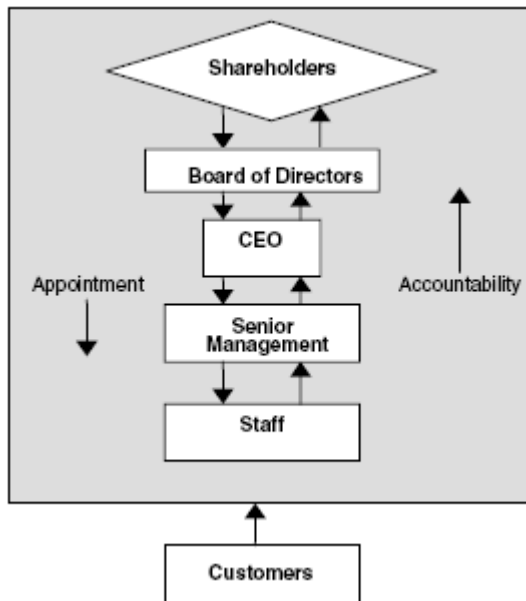 Shareholders
Board of Directors
CEO
Appointment
Accountability
Senior
Management
Staff
Customers